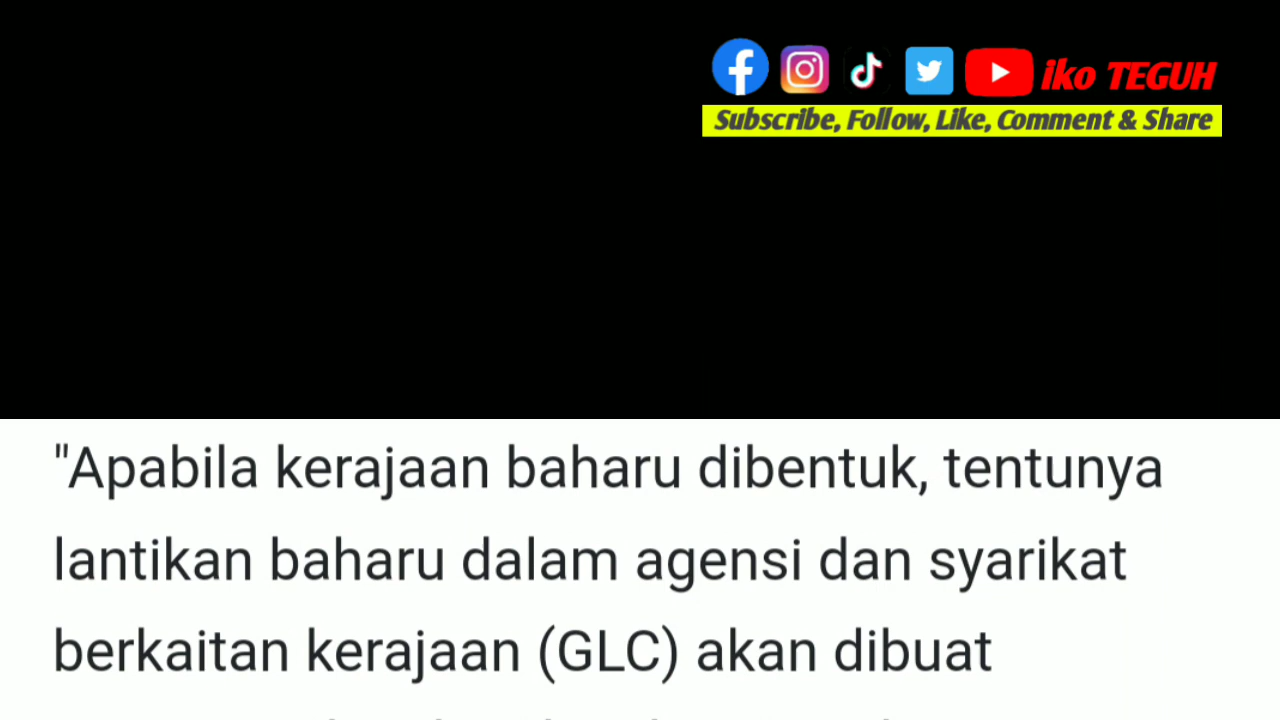 iko TEGUH
Subscribe, Follow, Like, Comment & Share
"Apabila kerajaan baharu dibentuk, tentunya
lantikan baharu dalam agensi dan syarikat
berkaitan kerajaan (GLC) akan dibuat